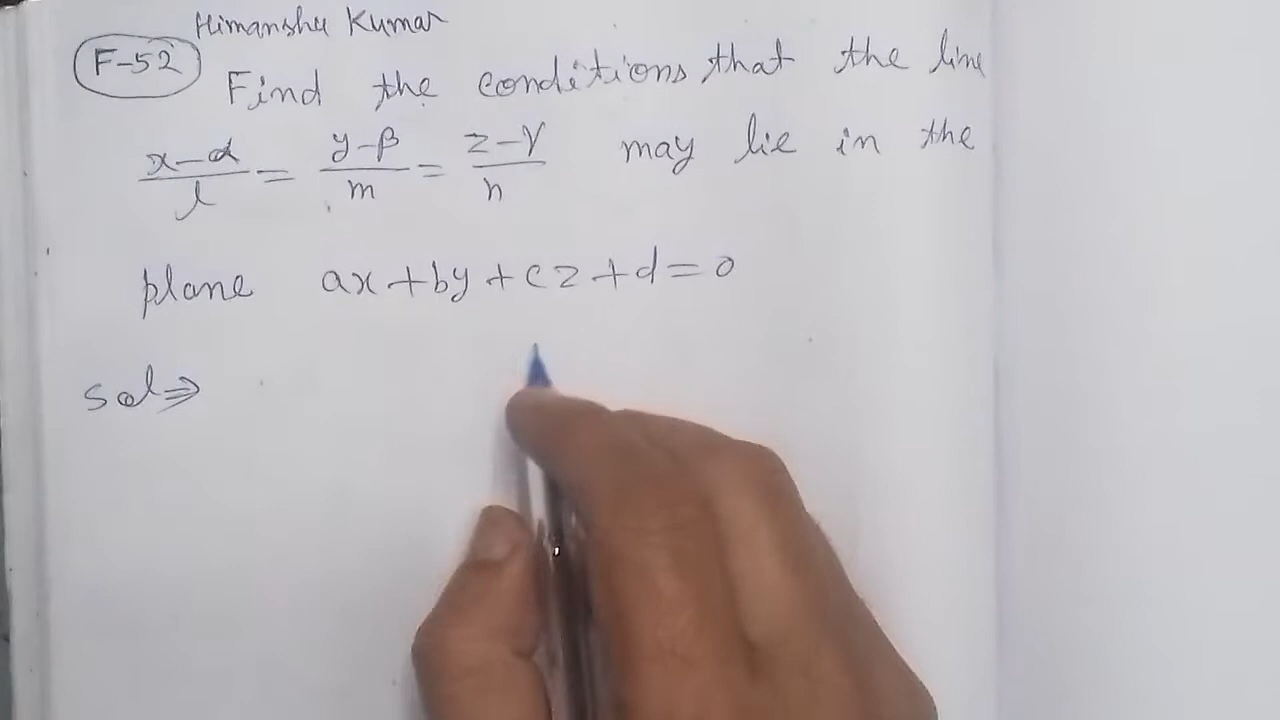 Himanshu Kumar
F-52 Find the conditions that the line
x-α/l = y-β/m = z-γ/n may lie in the
plane ax+by+cz+d=0
Sol⇒